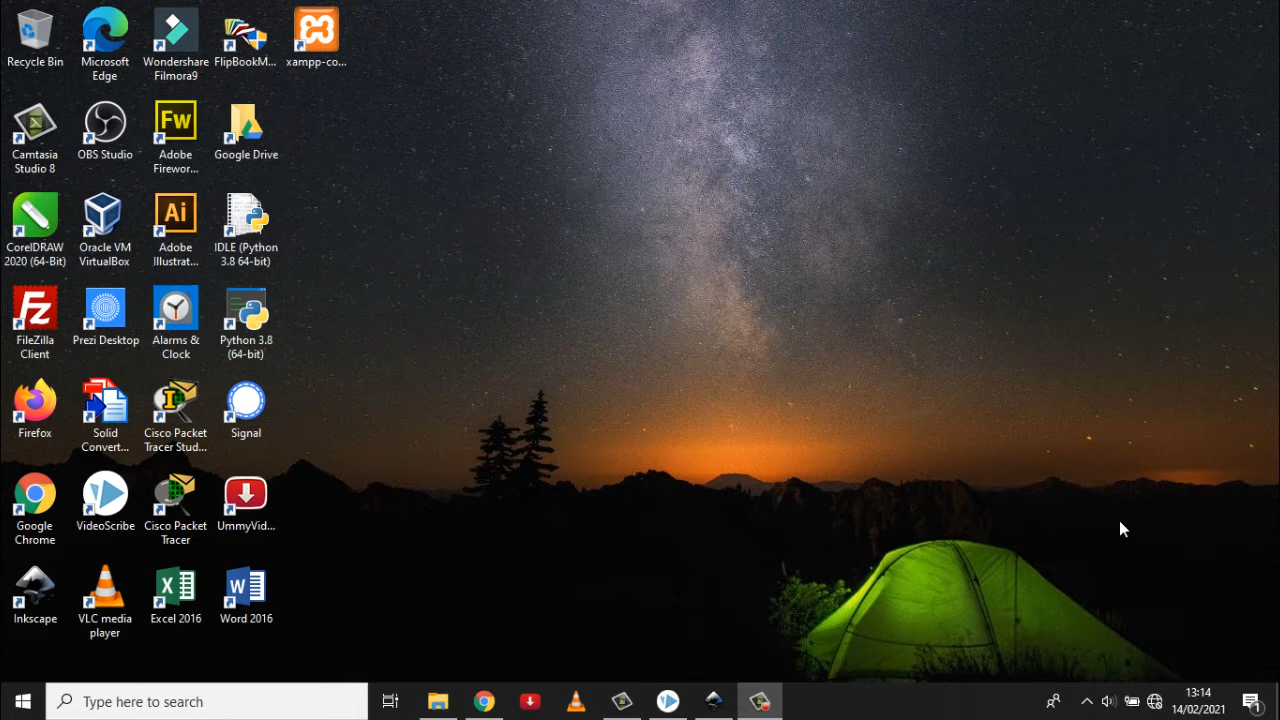 Recycle Bin
Microsoft
Edge
Wondershare
Filmora9
FlipBookM...
xampp-co...
Camtasia
Studio 8
OBS Studio
Fw
Adobe
Firewor...
Google Drive
CorelDRAW
2020 (64-Bit)
Oracle VM
VirtualBox
Ai
Adobe
Illustrat...
IDLE (Python
3.8 64-bit)
Fz
FileZilla
Client
Prezi Desktop
Alarms &
Clock
Python 3.8
(64-bit)
Firefox
Solid
Convert...
Cisco Packet
Tracer Stud...
Signal
Google
Chrome
VideoScribe
Cisco Packet
Tracer
UmmyVid...
Inkscape
VLC media
player
Excel 2016
Word 2016
Type here to search
13:14
14/02/2021
1